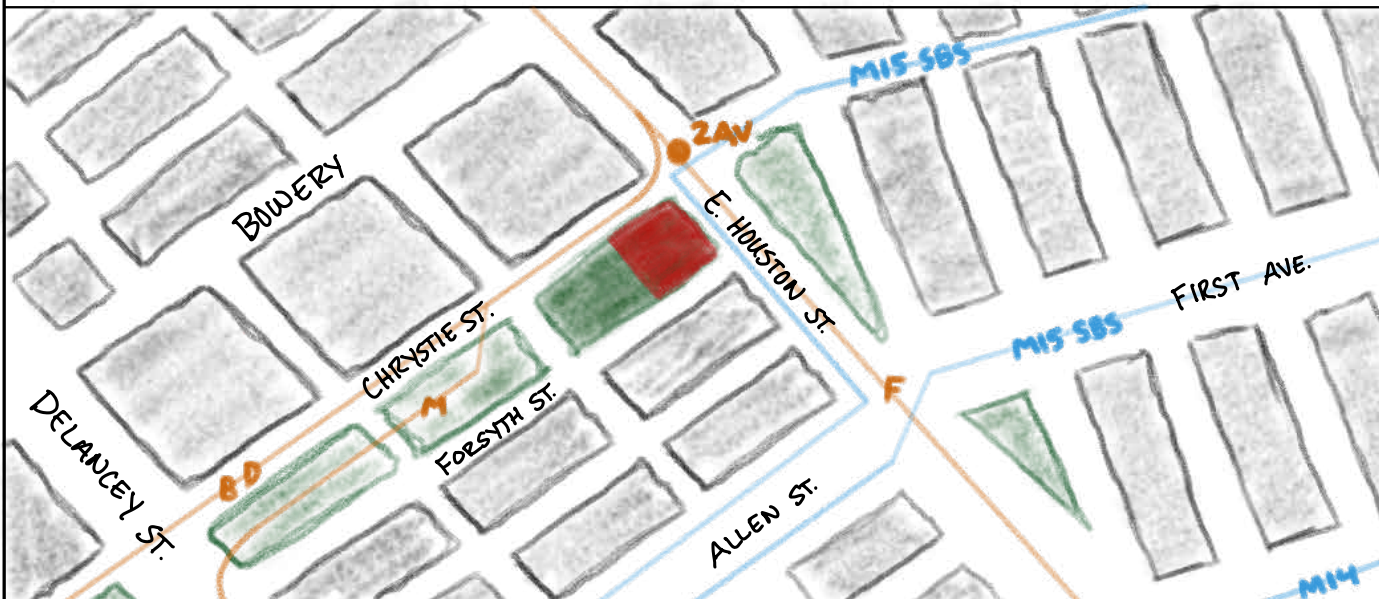 M15-SBS
2AV
BOWERY
E. HOUSTON ST.
FIRST AVE.
CHRYSTIE ST.
M15 SBS
M
F
FORSYTH ST.
DELANCEY ST.
B D
ALLEN ST.
M14